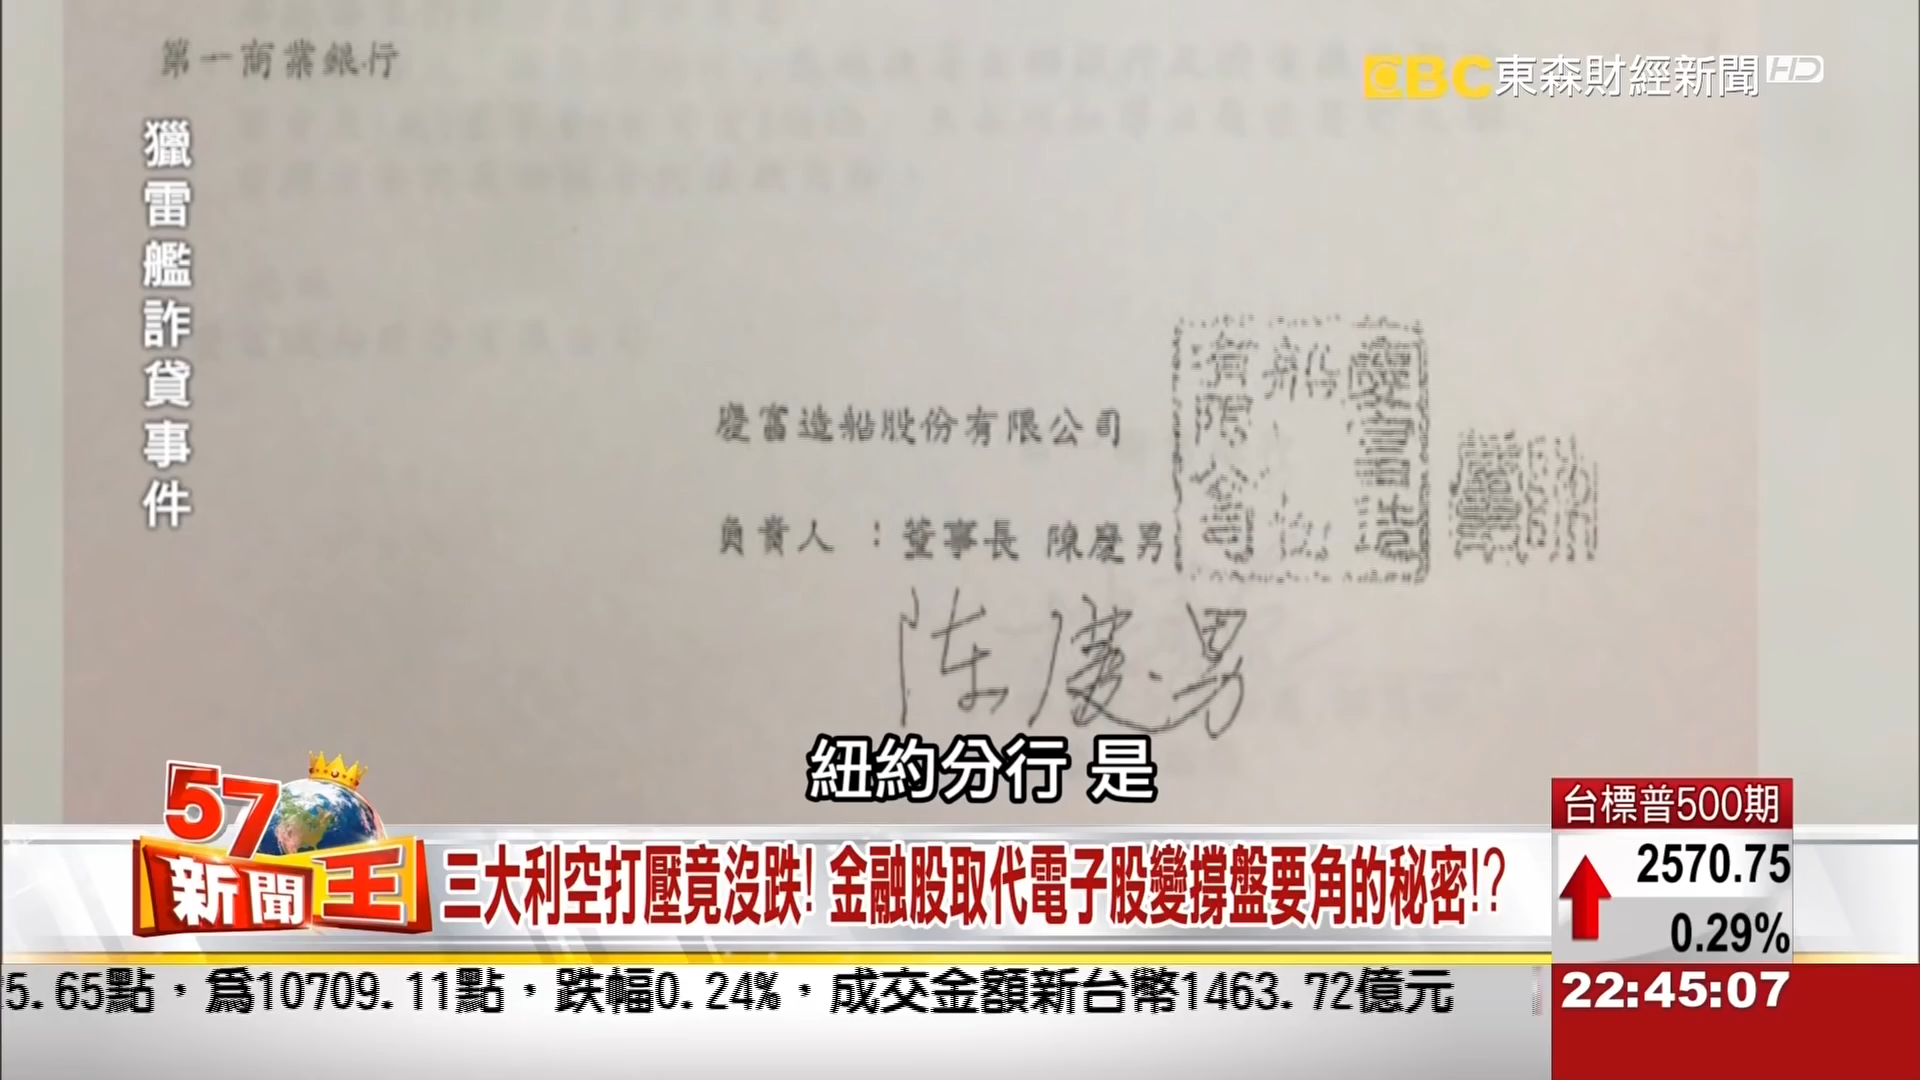 第一商業銀行
EBC東森財經新聞HD
獵雷艦詐貸事件
慶富造船股份有限公司
負責人 ：董事長 陳慶男
陈慶男
紐約分行 是
57新聞王
三大利空打壓竟沒跌! 金融股取代電子股變撐盤要角的秘密!?
台標普500期
2570.75
0.29%
5.65點，為10709.11點，跌幅0.24%，成交金額新台幣1463.72億元
22:45:07